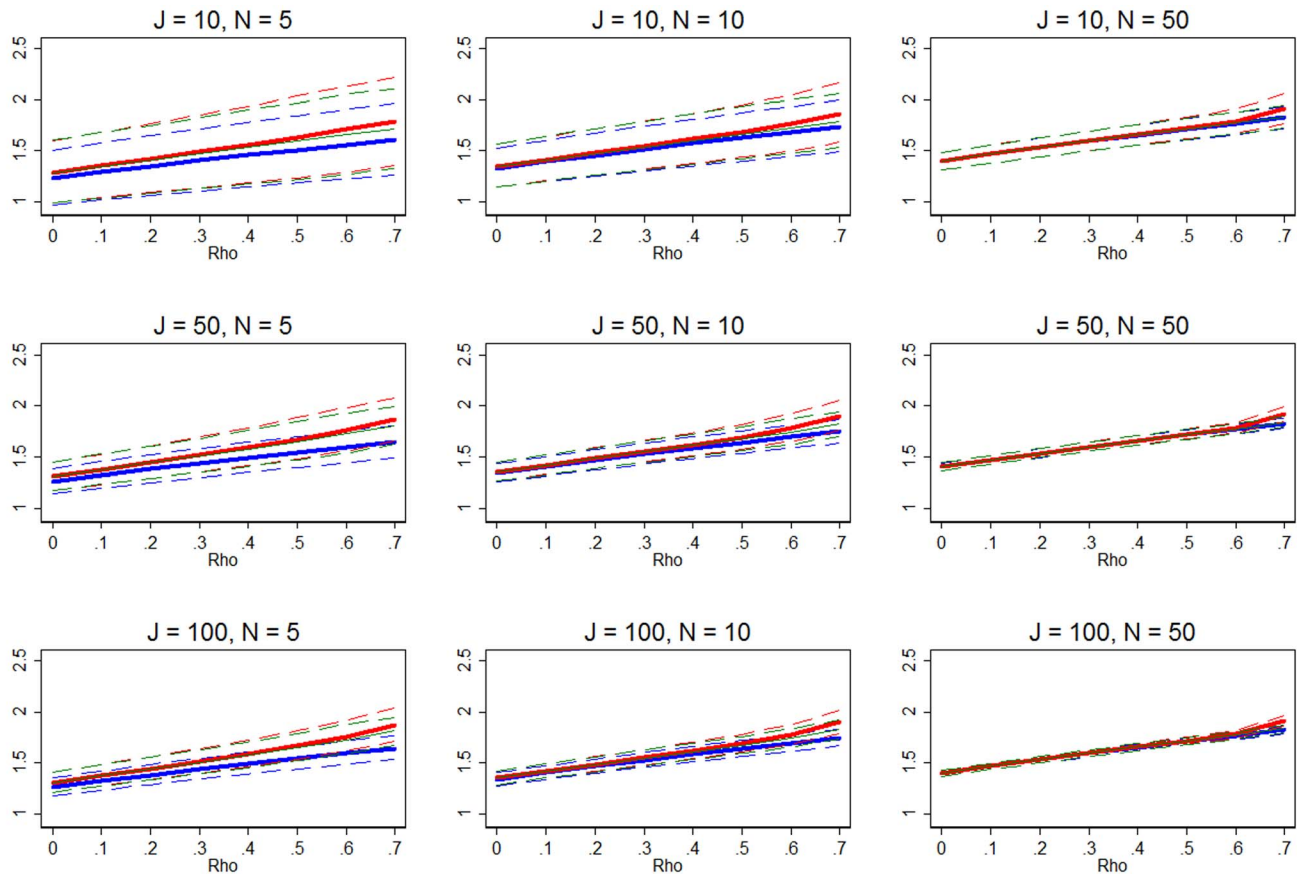 J = 10, N = 5
J = 10, N = 10
J = 10, N = 50
2.5
2
1.5
1
0 .1 .2 .3 .4 .5 .6 .7
Rho
2.5
2
1.5
1
0 .1 .2 .3 .4 .5 .6 .7
Rho
2.5
2
1.5
1
0 .1 .2 .3 .4 .5 .6 .7
Rho
J = 50, N = 5
J = 50, N = 10
J = 50, N = 50
2.5
2
1.5
1
0 .1 .2 .3 .4 .5 .6 .7
Rho
2.5
2
1.5
1
0 .1 .2 .3 .4 .5 .6 .7
Rho
2.5
2
1.5
1
0 .1 .2 .3 .4 .5 .6 .7
Rho
J = 100, N = 5
J = 100, N = 10
J = 100, N = 50
2.5
2
1.5
1
0 .1 .2 .3 .4 .5 .6 .7
Rho
2.5
2
1.5
1
0 .1 .2 .3 .4 .5 .6 .7
Rho
2.5
2
1.5
1
0 .1 .2 .3 .4 .5 .6 .7
Rho